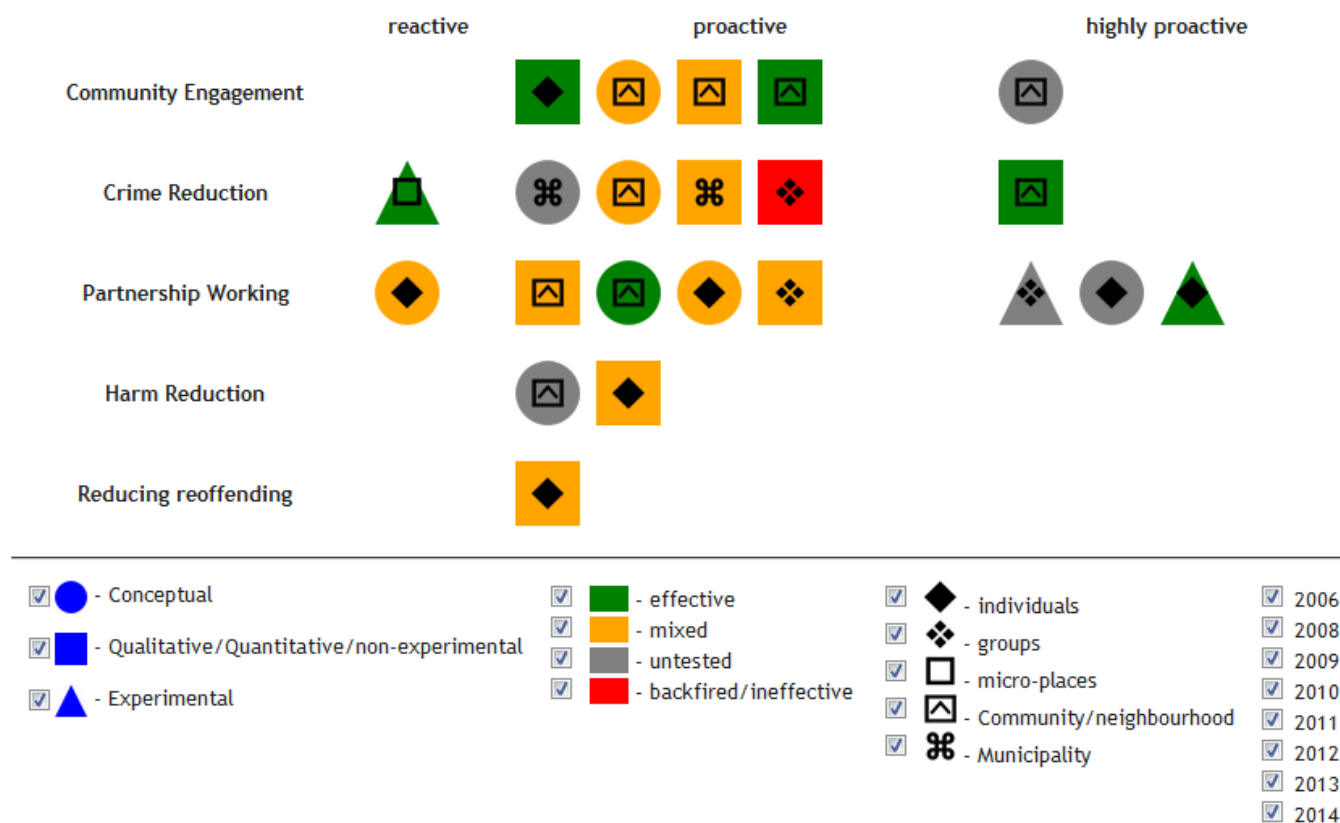 reactive proactive highly proactive
Community Engagement
Crime Reduction
Partnership Working
Harm Reduction
Reducing reoffending
- Conceptual
- Qualitative/Quantitative/non-experimental
- Experimental
- effective
- mixed
- untested
- backfired/ineffective
- individuals
- groups
- micro-places
- Community/neighbourhood
- Municipality
2006
2008
2009
2010
2011
2012
2013
2014